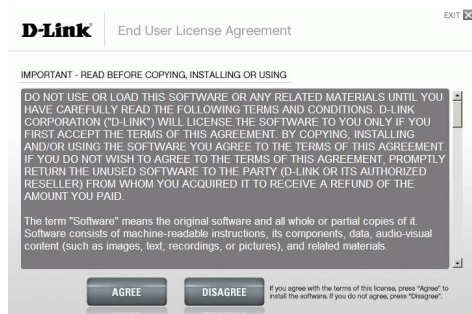 EXIT
D-Link
End User License Agreement
IMPORTANT - READ BEFORE COPYING, INSTALLING OR USING
DO NOT USE OR LOAD THIS SOFTWARE OR ANY RELATED MATERIALS UNTIL YOU
HAVE CAREFULLY READ THE FOLLOWING TERMS AND CONDITIONS. D-LINK
CORPORATION ("D-LINK") WILL LICENSE THE SOFTWARE TO YOU ONLY IF YOU
FIRST ACCEPT THE TERMS OF THIS AGREEMENT. BY COPYING, INSTALLING
AND/OR USING THE SOFTWARE YOU AGREE TO THE TERMS OF THIS AGREEMENT.
IF YOU DO NOT WISH TO AGREE TO THE TERMS OF THIS AGREEMENT, PROMPTLY
RETURN THE UNUSED SOFTWARE TO THE PARTY (D-LINK OR ITS AUTHORIZED
RESELLER) FROM WHOM YOU ACQUIRED IT TO RECEIVE A REFUND OF THE
AMOUNT YOU PAID.
The term "Software" means the original software and all whole or partial copies of it.
Software consists of machine-readable instructions, its components, data, audio-visual
content (such as images, text, recordings, or pictures), and related materials.
AGREE
DISAGREE
If you agree with the terms of this license, press "Agree" to
install the software. If you do not agree, press "Disagree".